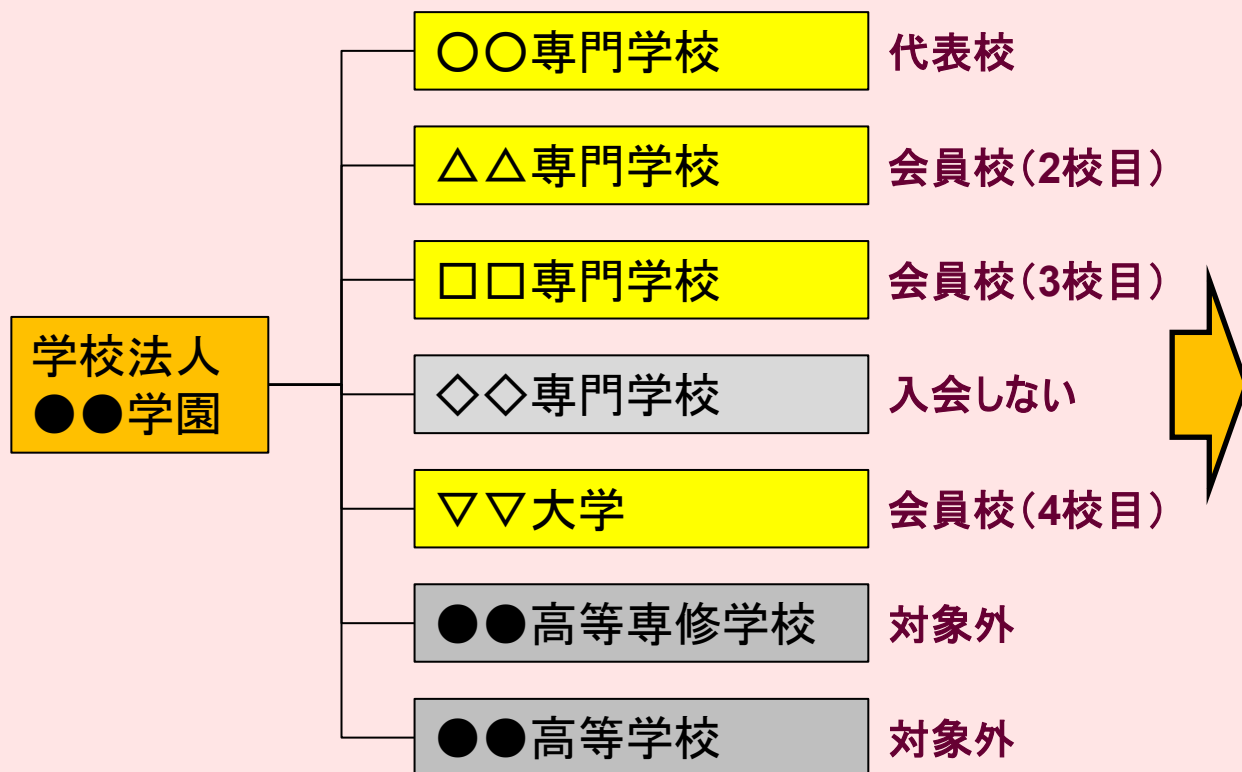 ○○専門学校 代表校
△△専門学校 会員校（2校目）
□□専門学校 会員校（3校目）
学校法人
●●学園
◇◇専門学校 入会しない
▽▽大学 会員校（4校目）
●●高等専修学校 対象外
●●高等学校 対象外